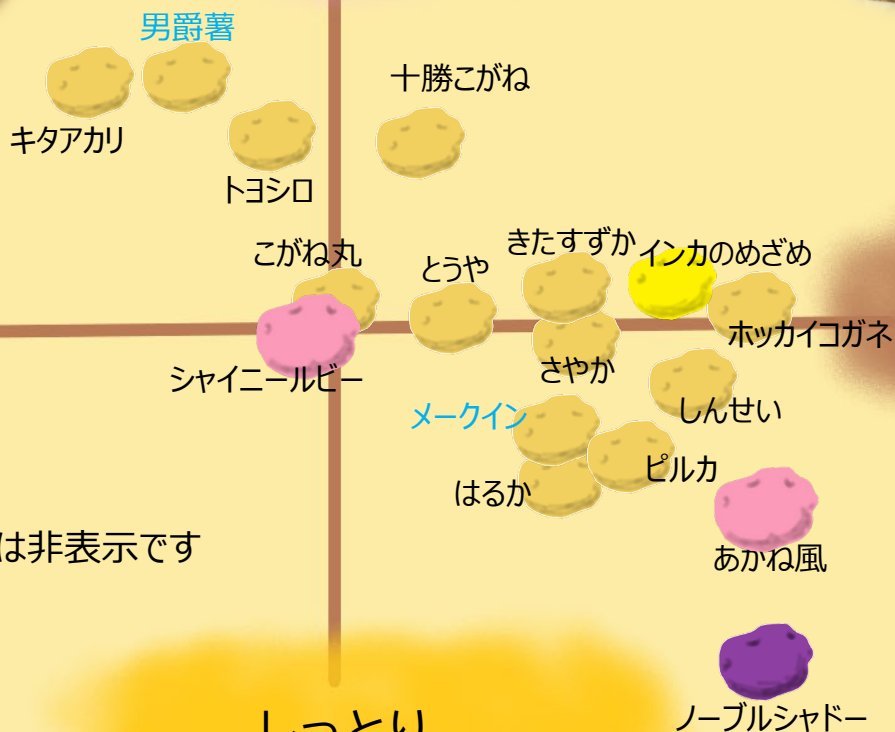 男爵薯
キタアカリ
十勝こがね
トヨシロ
こがね丸
とうや
きたすずか
インカのめざめ
ホッカイコガネ
さやか
シャイニールビー
しんせい
メークイン
ピルカ
はるか
は非表示です
あかね風
しっとり
ノーブルシャドー